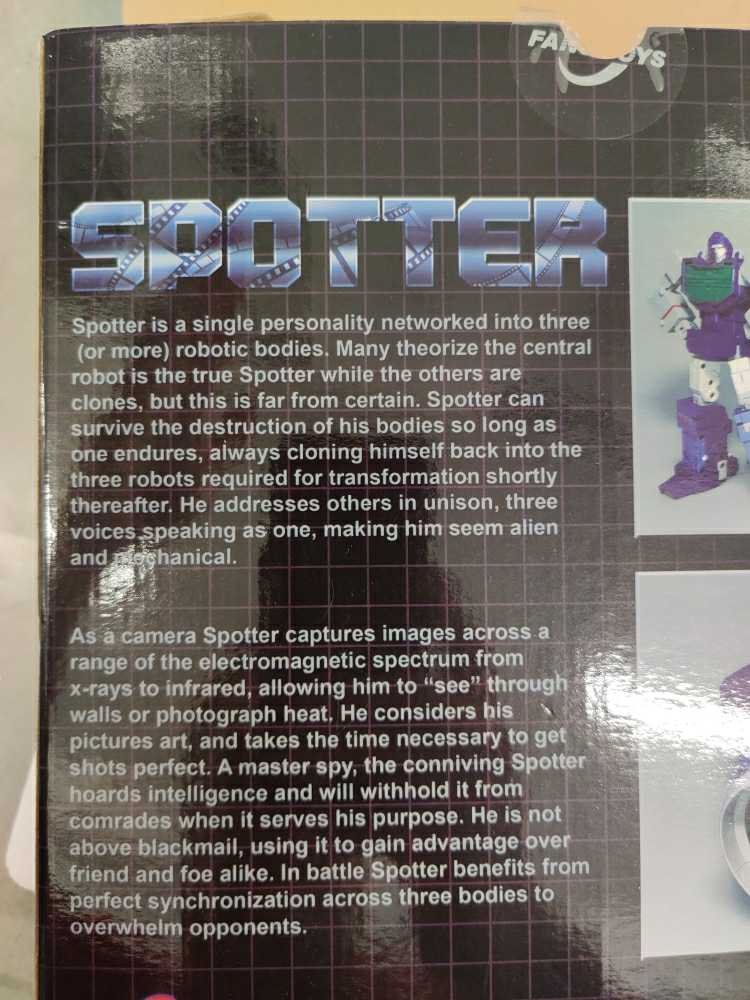 SPOTTER
Spotter is a single personality networked into three
(or more) robotic bodies. Many theorize the central
robot is the true Spotter while the others are
clones, but this is far from certain. Spotter can
survive the destruction of his bodies so long as
one endures, always cloning himself back into the
three robots required for transformation shortly
thereafter. He addresses others in unison, three
voices speaking as one, making him seem alien
and mechanical.
As a camera Spotter captures images across a
range of the electromagnetic spectrum from
x-rays to infrared, allowing him to “see” through
walls or photograph heat. He considers his
pictures art, and takes the time necessary to get
shots perfect. A master spy, the conniving Spotter
hoards intelligence and will withhold it from
comrades when it serves his purpose. He is not
above blackmail, using it to gain advantage over
friend and foe alike. In battle Spotter benefits from
perfect synchronization across three bodies to
overwhelm opponents.